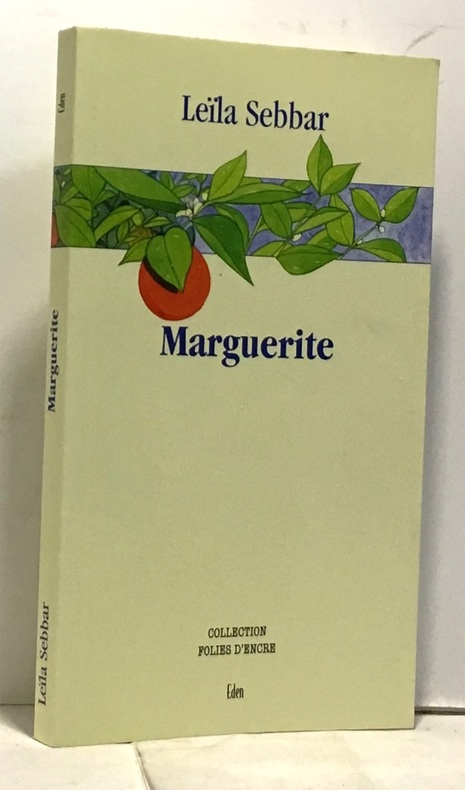 Leïla Sebbar
Marguerite
COLLECTION
FOLIES D'ENCRE
Eden
Eden
Marguerite
Leïla Sebbar